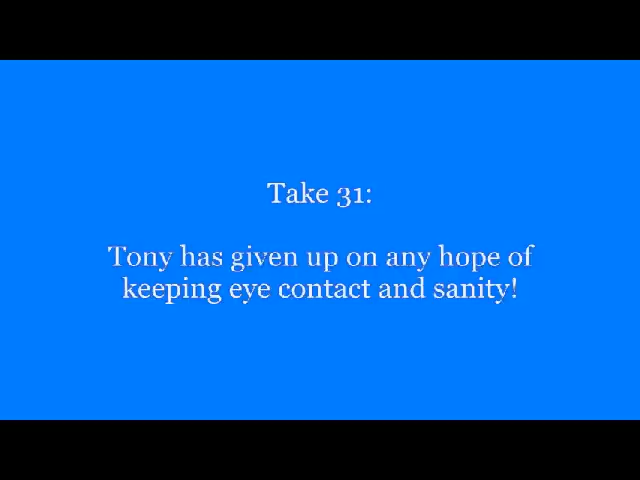 Take 31:
Tony has given up on any hope of
keeping eye contact and sanity!